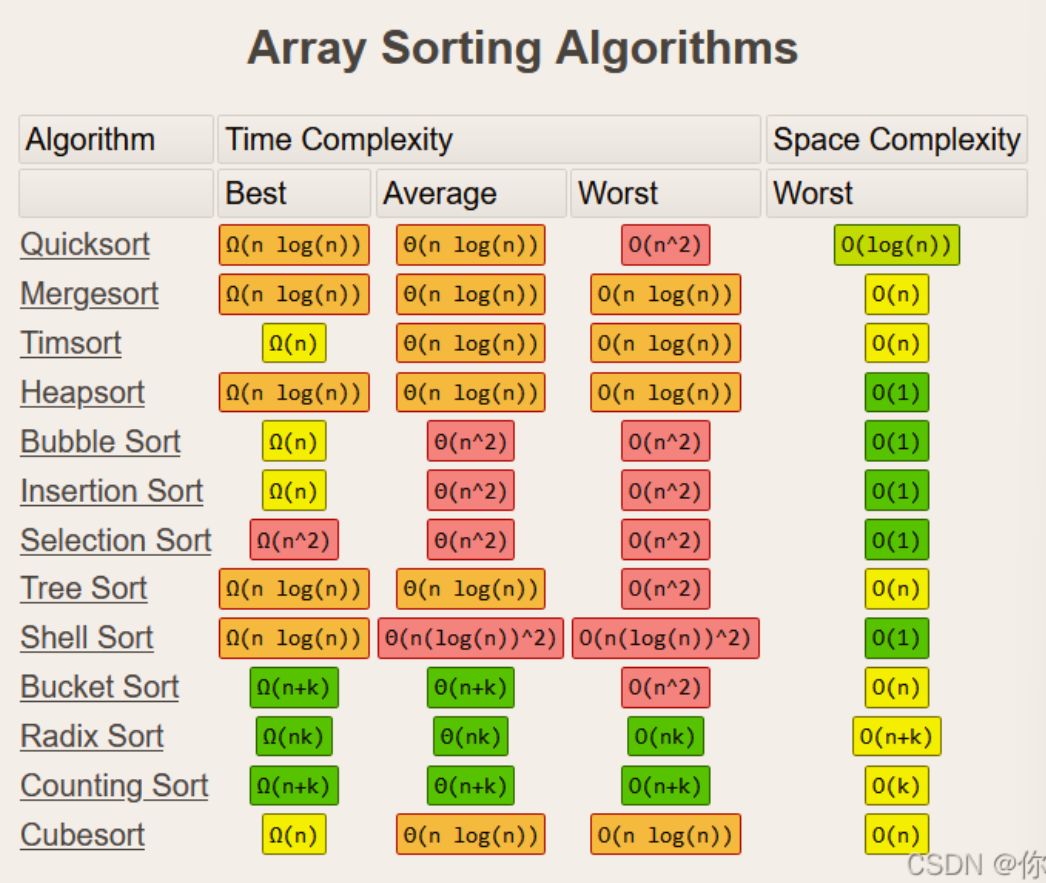 Array Sorting Algorithms
Algorithm Time Complexity Space Complexity
Best Average Worst Worst
Quicksort Ω(n log(n)) Θ(n log(n)) O(n^2) O(log(n))
Mergesort Ω(n log(n)) Θ(n log(n)) O(n log(n)) O(n)
Timsort Ω(n) Θ(n log(n)) O(n log(n)) O(n)
Heapsort Ω(n log(n)) Θ(n log(n)) O(n log(n)) O(1)
Bubble Sort Ω(n) Θ(n^2) O(n^2) O(1)
Insertion Sort Ω(n) Θ(n^2) O(n^2) O(1)
Selection Sort Ω(n^2) Θ(n^2) O(n^2) O(1)
Tree Sort Ω(n log(n)) Θ(n log(n)) O(n^2) O(n)
Shell Sort Ω(n log(n)) Θ(n(log(n))^2) O(n(log(n))^2) O(1)
Bucket Sort Ω(n+k) Θ(n+k) O(n^2) O(n)
Radix Sort Ω(nk) Θ(nk) O(nk) O(n+k)
Counting Sort Ω(n+k) Θ(n+k) O(n+k) O(k)
Cubesort Ω(n) Θ(n log(n)) O(n log(n)) O(n)
CSDN @你